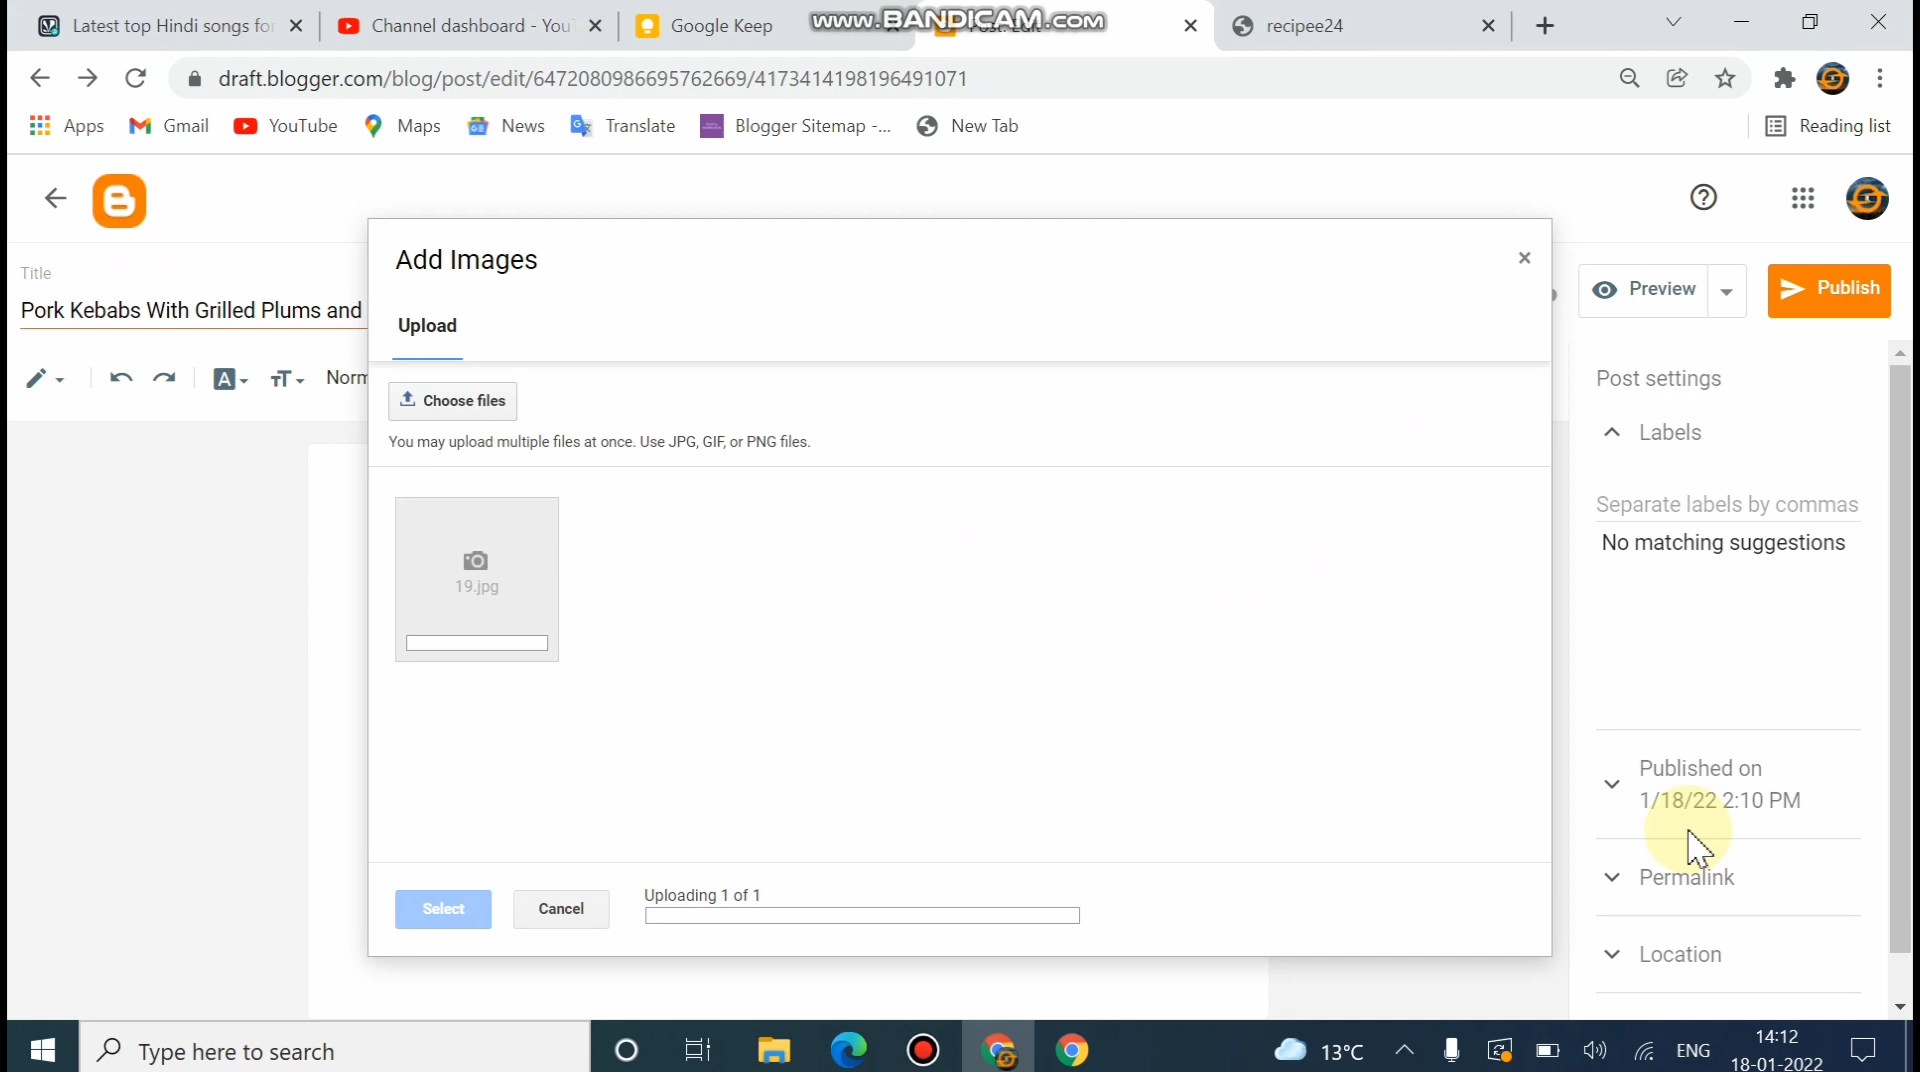 Latest top Hindi songs for
Channel dashboard - YouT
Google Keep
www.BANDICAM.com
Post: Edit
recipee24
draft.blogger.com/blog/post/edit/6472080986695762669/4173414198196491071
Apps
Gmail
YouTube
Maps
News
Translate
Blogger Sitemap -...
New Tab
Reading list
Add Images
Title
Pork Kebabs With Grilled Plums and
Preview
Publish
Upload
Norm
Choose files
You may upload multiple files at once. Use JPG, GIF, or PNG files.
19.jpg
Post settings
Labels
Separate labels by commas
No matching suggestions
Published on
1/18/22 2:10 PM
Permalink
Location
Select
Cancel
Uploading 1 of 1
Type here to search
13°C
ENG
14:12
18-01-2022